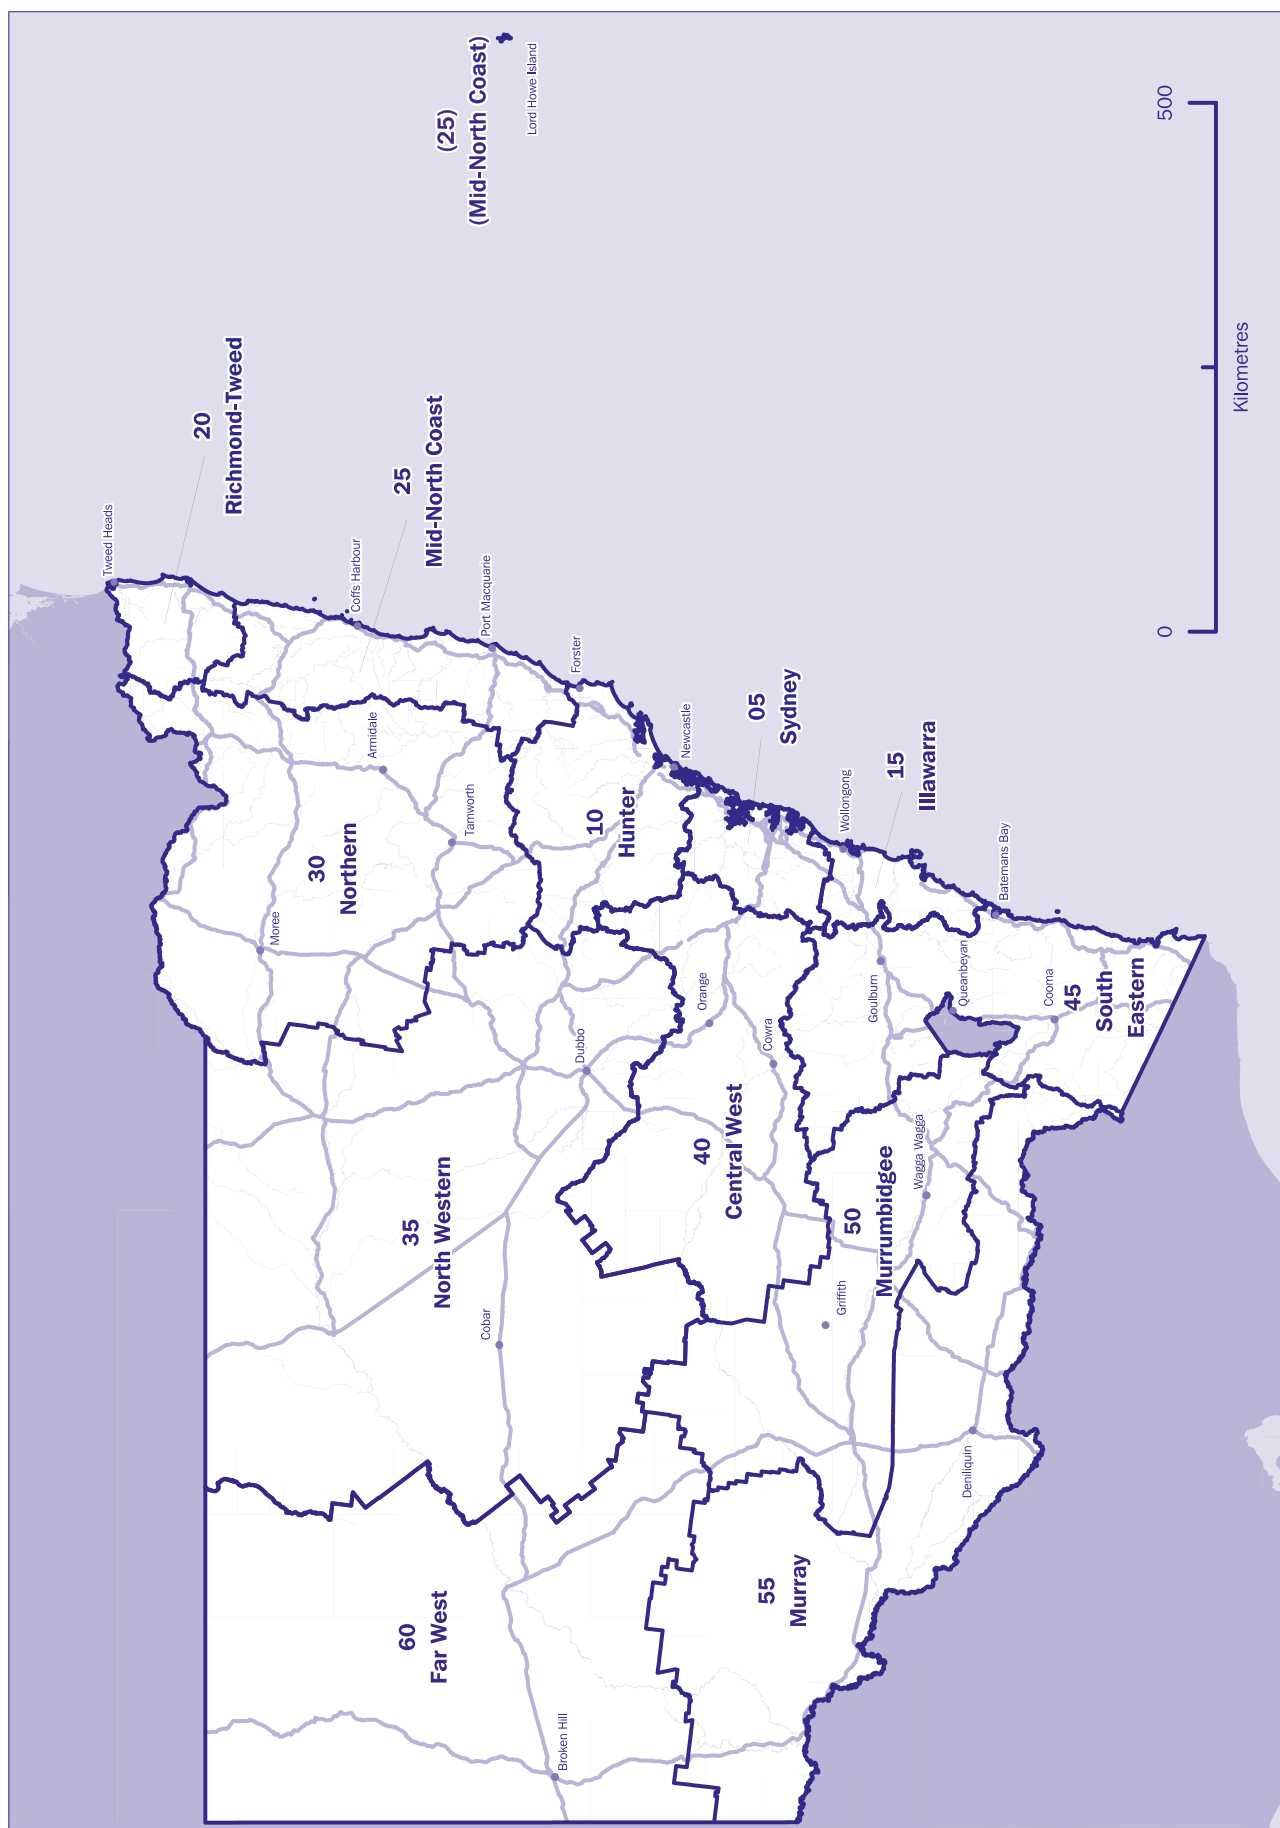 (25)
(Mid-North Coast)
Lord Howe Island
20
Richmond-Tweed
Tweed Heads
25
Mid-North Coast
Coffs Harbour
Port Macquarie
Forster
30
Northern
Armidale
Tamworth
Moree
10
Hunter
Newcastle
05
Sydney
Wollongong
15
Illawarra
Batemans Bay
35
North Western
Dubbo
Cobar
40
Central West
Orange
Cowra
Goulburn
Queanbeyan
Cooma
45
South
Eastern
50
Murrumbidgee
Wagga Wagga
Griffith
Deniliquin
55
Murray
60
Far West
Broken Hill
0
500
Kilometres